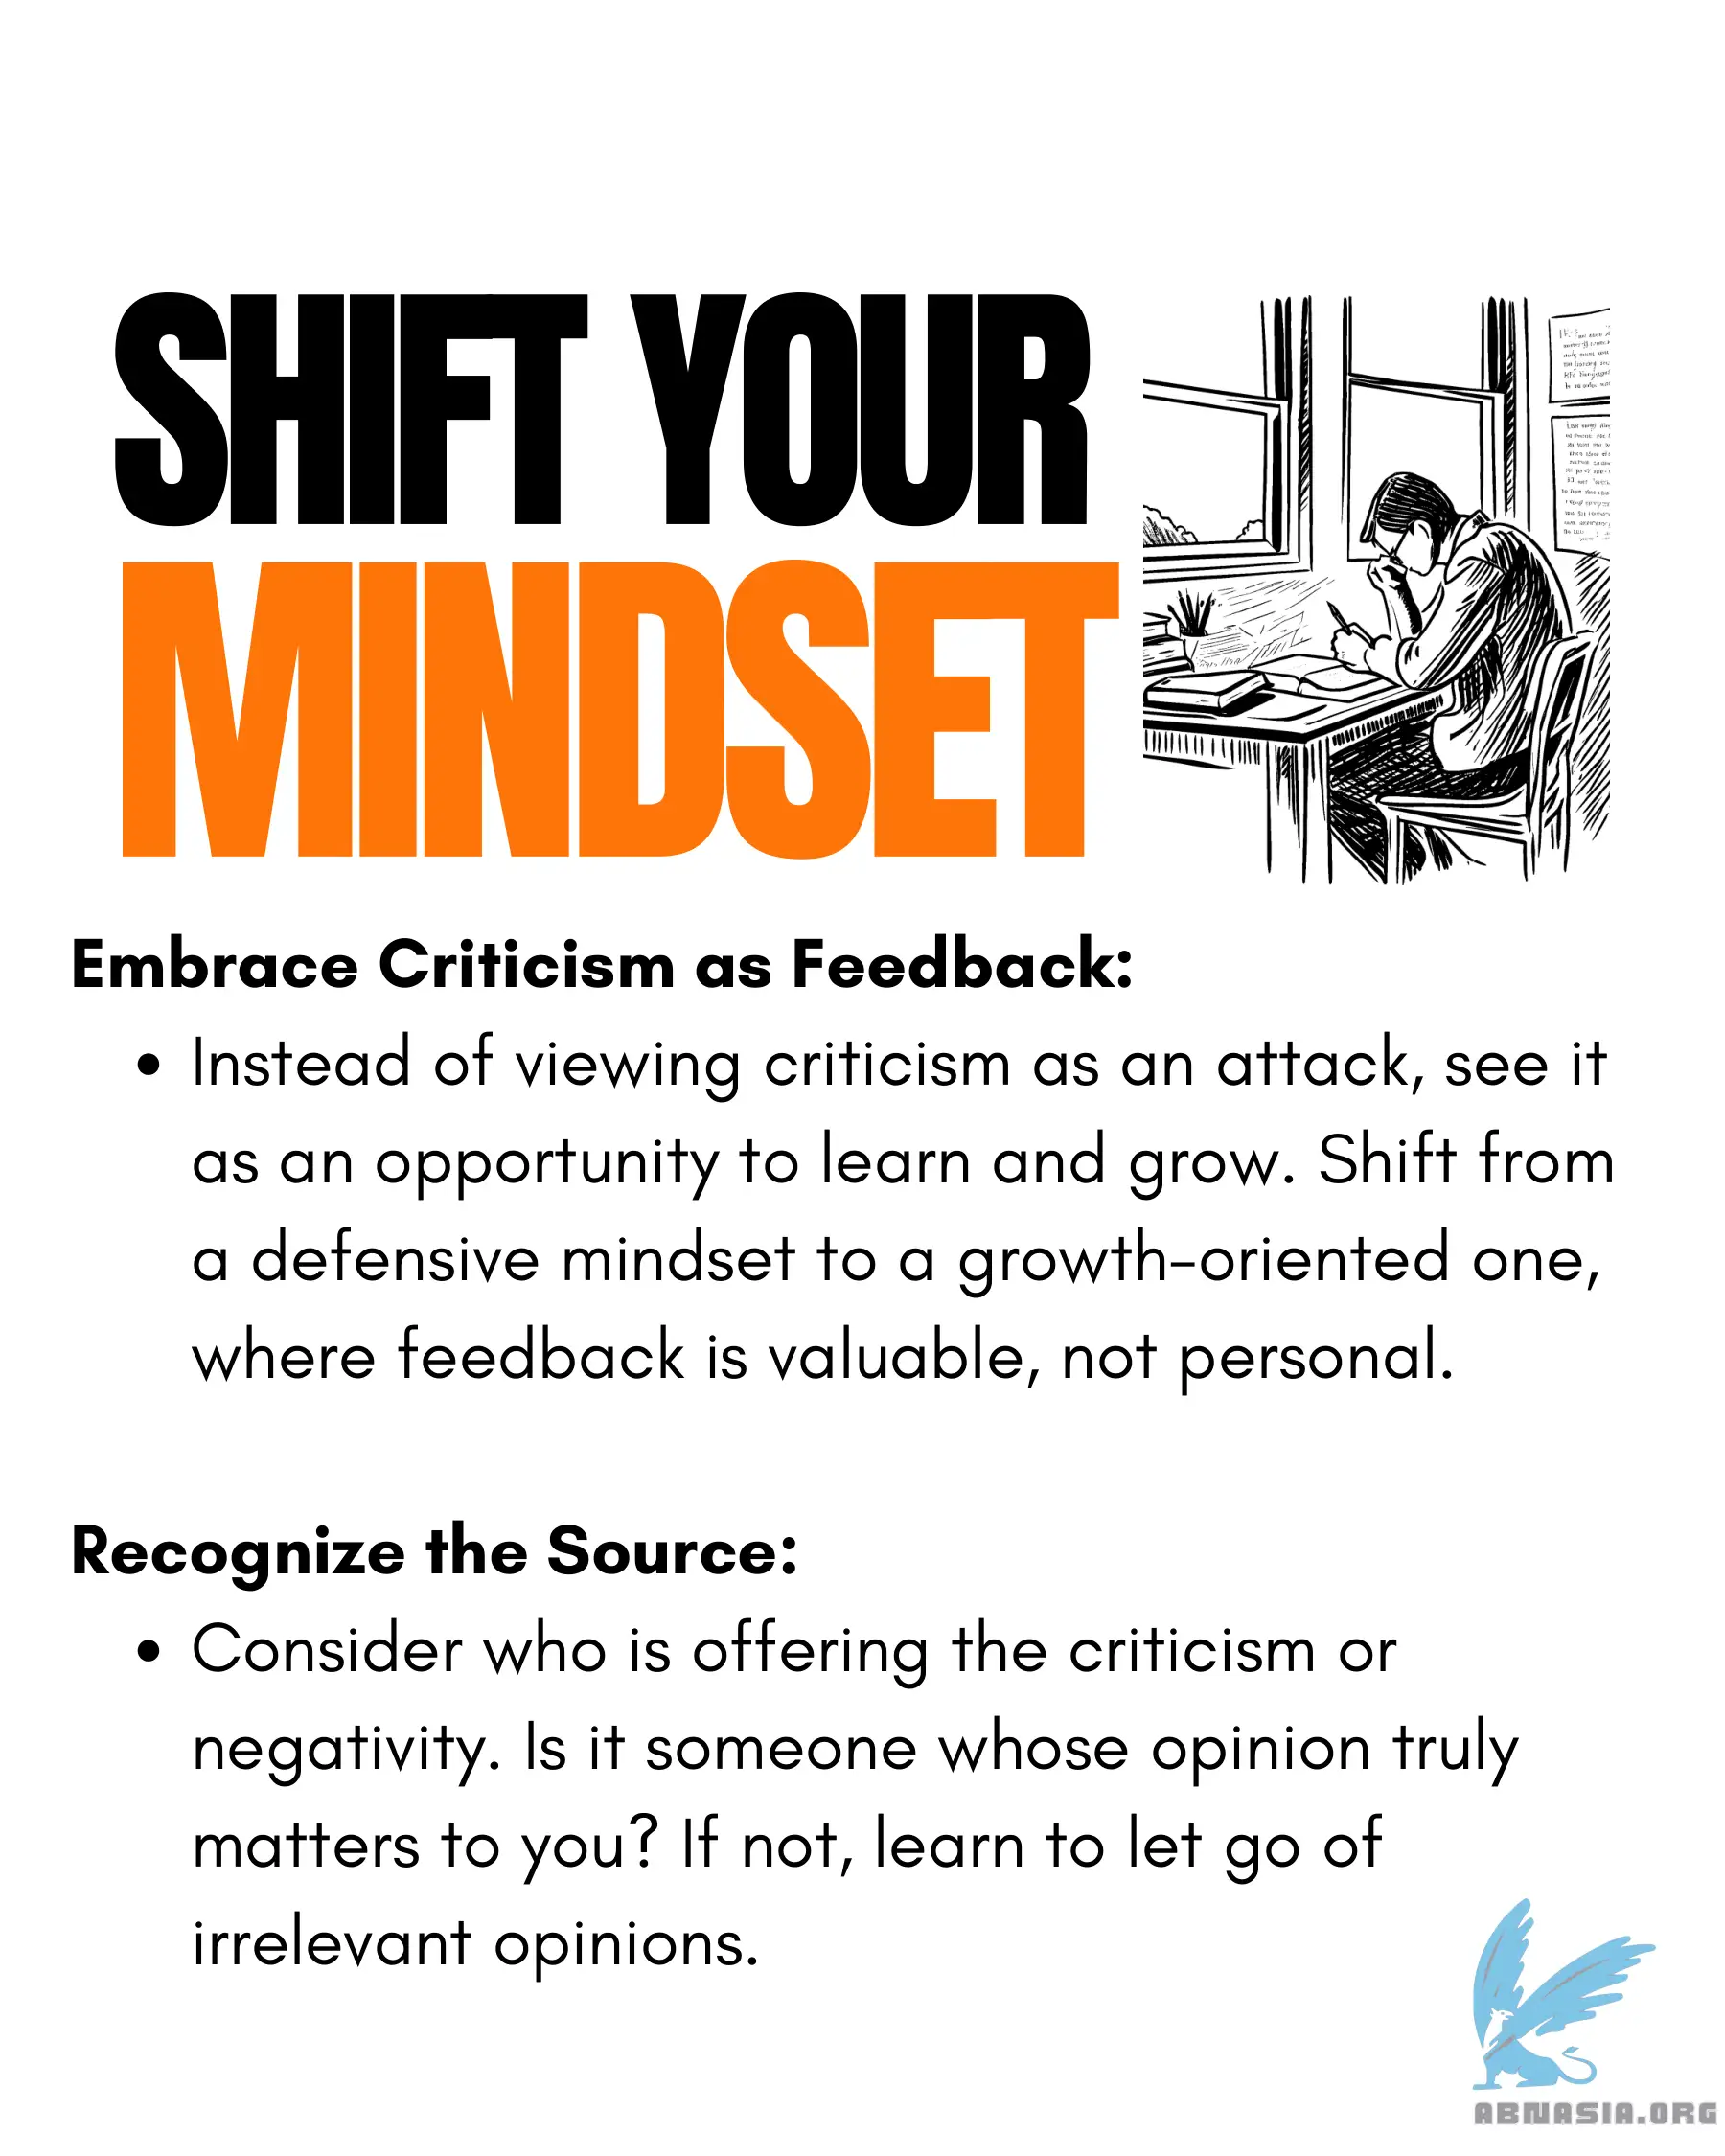 SHIFT YOUR
MINDSET
Embrace Criticism as Feedback:
• Instead of viewing criticism as an attack, see it
as an opportunity to learn and grow. Shift from
a defensive mindset to a growth-oriented one,
where feedback is valuable, not personal.
Recognize the Source:
• Consider who is offering the criticism or
negativity. Is it someone whose opinion truly
matters to you? If not, learn to let go of
irrelevant opinions.
ABNASIA.ORG